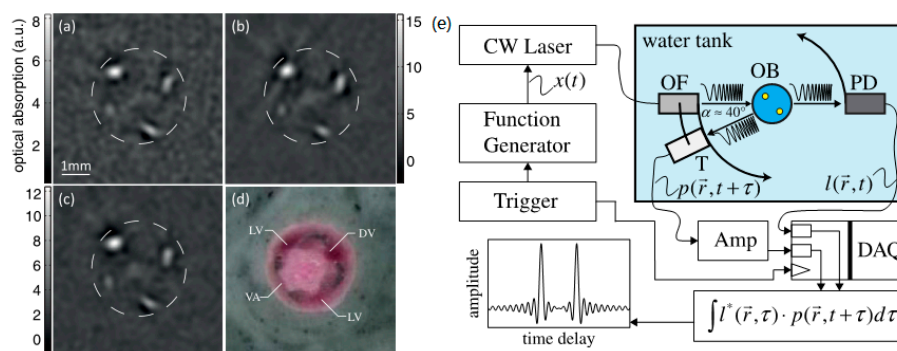 8
(a)
6
4
2
optical absorption (a.u.)
1mm
(b)
15
10
5
0
12
(c)
10
8
6
4
2
0
(d)
LV
DV
VA
LV
(e)
CW Laser
x(t)
Function
Generator
Trigger
water tank
OF
OB
PD
α ≈ 40°
T
p(r⃗, t + τ)
l(r⃗, t)
Amp
DAQ
amplitude
time delay
∫ l*(r⃗, τ) · p(r⃗, t + τ)dτ